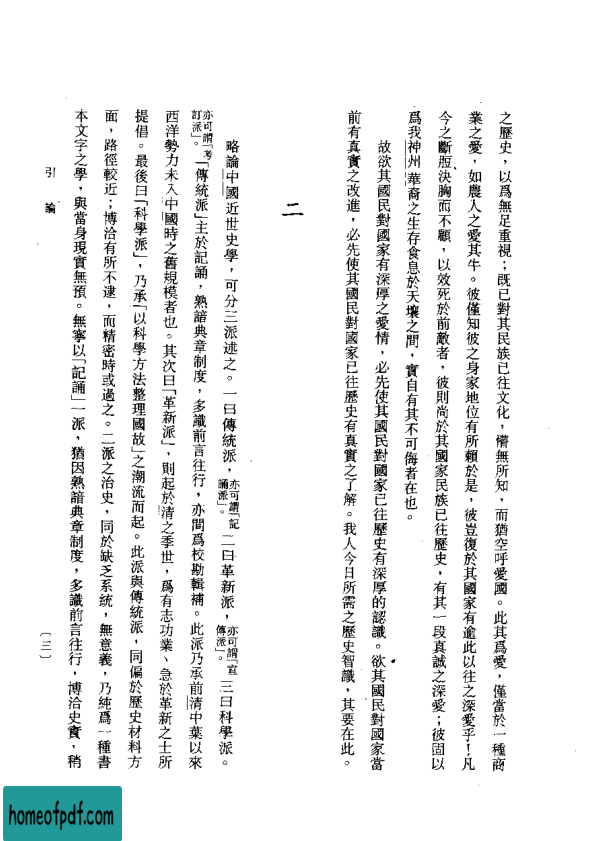 之歷史，以爲無足重視；旣已對其民族已往文化，懵無所知，而猶空呼愛國。此其爲愛，僅當於一種商
業之愛，如農人之愛其牛。彼僅知彼之身家地位有所賴於是，彼豈復於其國家有逾此以往之深愛乎！凡
今之斷脰決胸而不顧，以效死於前敵者，彼則尚於其國家民族已往歷史，有其一段眞誠之深愛；彼固以
爲我神州華裔之生存食息於天壤之間，實自有其不可侮者在也。
故欲其國民對國家有深厚之愛情，必先使其國民對國家已往歷史有深厚的認識。欲其國民對國家當
前有眞實之改進，必先使其國民對國家已往歷史有眞實之了解。我人今日所需之歷史智識，其要在此。
二
略論中國近世史學，可分三派述之。一曰傳統派，亦可謂「記誦派」。二曰革新派，亦可謂「宣傳派」。三曰科學派。
亦可謂「考訂派」。「傳統派」主於記誦，熟諳典章制度，多識前言往行，亦間爲校勘輯補。此派乃承前清中葉以來
西洋勢力未入中國時之舊規模者也。其次曰「革新派」，則起於清之季世，爲有志功業、急於革新之士所
提倡。最後曰「科學派」，乃承「以科學方法整理國故」之潮流而起。此派與傳統派，同偏於歷史材料方
面，路徑較近；博洽有所不逮，而精密時或過之。二派之治史，同於缺乏系統，無意義，乃純爲一種書
本文字之學，與當身現實無預。無寧以「記誦」一派，猶因熟諳典章制度，多識前言往行，博洽史實，稍
引論
〔三〕
homeofpdf.com